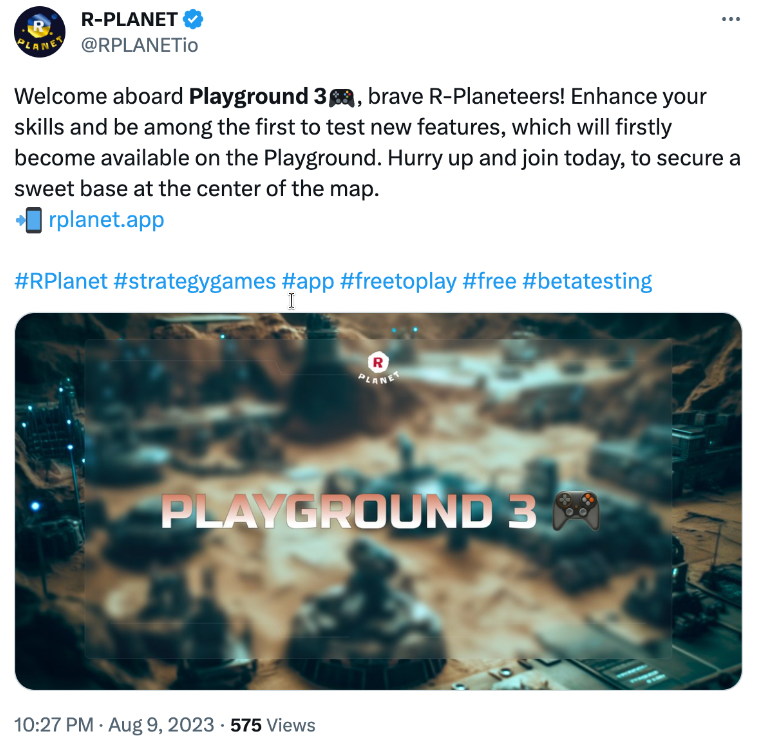 R-PLANET
@RPLANETio
Welcome aboard Playground 3🎮, brave R-Planeteers! Enhance your
skills and be among the first to test new features, which will firstly
become available on the Playground. Hurry up and join today, to secure a
sweet base at the center of the map.
📲 rplanet.app
#RPlanet #strategygames #app #freetoplay #free #betatesting
R
PLANET
PLAYGROUND 3 🎮
10:27 PM · Aug 9, 2023 · 575 Views